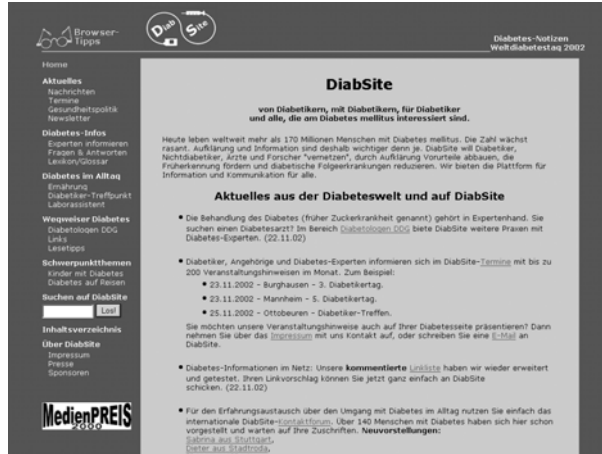 Browser-
Tipps
Diab
Site
Diabetes-Notizen
Weltdiabetestag 2002
Home
Aktuelles
Nachrichten
Termine
Gesundheitspolitik
Newsletter
Diabetes-Infos
Experten informieren
Fragen & Antworten
Lexikon/Glossar
Diabetes im Alltag
Ernährung
Diabetiker-Treffpunkt
Laborassistent
Wegweiser Diabetes
Diabetologen DDG
Links
Lesetipps
Schwerpunktthemen
Kinder mit Diabetes
Diabetes auf Reisen
Suchen auf DiabSite
Los!
Inhaltsverzeichnis
Über DiabSite
Impressum
Presse
Sponsoren
MedienPREIS
2000
DiabSite
von Diabetikern, mit Diabetikern, für Diabetiker
und alle, die am Diabetes mellitus interessiert sind.
Heute leben weltweit mehr als 170 Millionen Menschen mit Diabetes mellitus. Die Zahl wächst
rasant. Aufklärung und Information sind deshalb wichtiger denn je. DiabSite will Diabetiker,
Nichtdiabetiker, Ärzte und Forscher "vernetzen", durch Aufklärung Vorurteile abbauen, die
Früherkennung fördern und diabetische Folgeerkrankungen reduzieren. Wir bieten die Plattform für
Information und Kommunikation für alle.
Aktuelles aus der Diabeteswelt und auf DiabSite
• Die Behandlung des Diabetes (früher Zuckerkrankheit genannt) gehört in Expertenhand. Sie
suchen einen Diabetesarzt? Im Bereich Diabetologen DDG biete DiabSite weitere Praxen mit
Diabetes-Experten. (22.11.02)
• Diabetiker, Angehörige und Diabetes-Experten informieren sich im DiabSite-Termine mit bis zu
200 Veranstaltungshinweisen im Monat. Zum Beispiel:
• 23.11.2002 - Burghausen - 3. Diabetikertag.
• 23.11.2002 - Mannheim - 5. Diabetikertag.
• 25.11.2002 - Ottobeuren - Diabetiker-Treffen.
Sie möchten unsere Veranstaltungshinweise auch auf Ihrer Diabetesseite präsentieren? Dann
nehmen Sie über das Impressum mit uns Kontakt auf, oder schreiben Sie eine E-Mail an
DiabSite.
• Diabetes-Informationen im Netz: Unsere kommentierte Linkliste haben wir wieder erweitert
und getestet. Ihren Linkvorschlag können Sie jetzt ganz einfach an DiabSite
schicken. (22.11.02)
• Für den Erfahrungsaustausch über den Umgang mit Diabetes im Alltag nutzen Sie einfach das
internationale DiabSite-Kontaktforum. Über 140 Menschen mit Diabetes haben sich hier schon
vorgestellt und warten auf Ihre Zuschriften. Neuvorstellungen:
Sabrina aus Stuttgart,
Dieter aus Stadtroda,